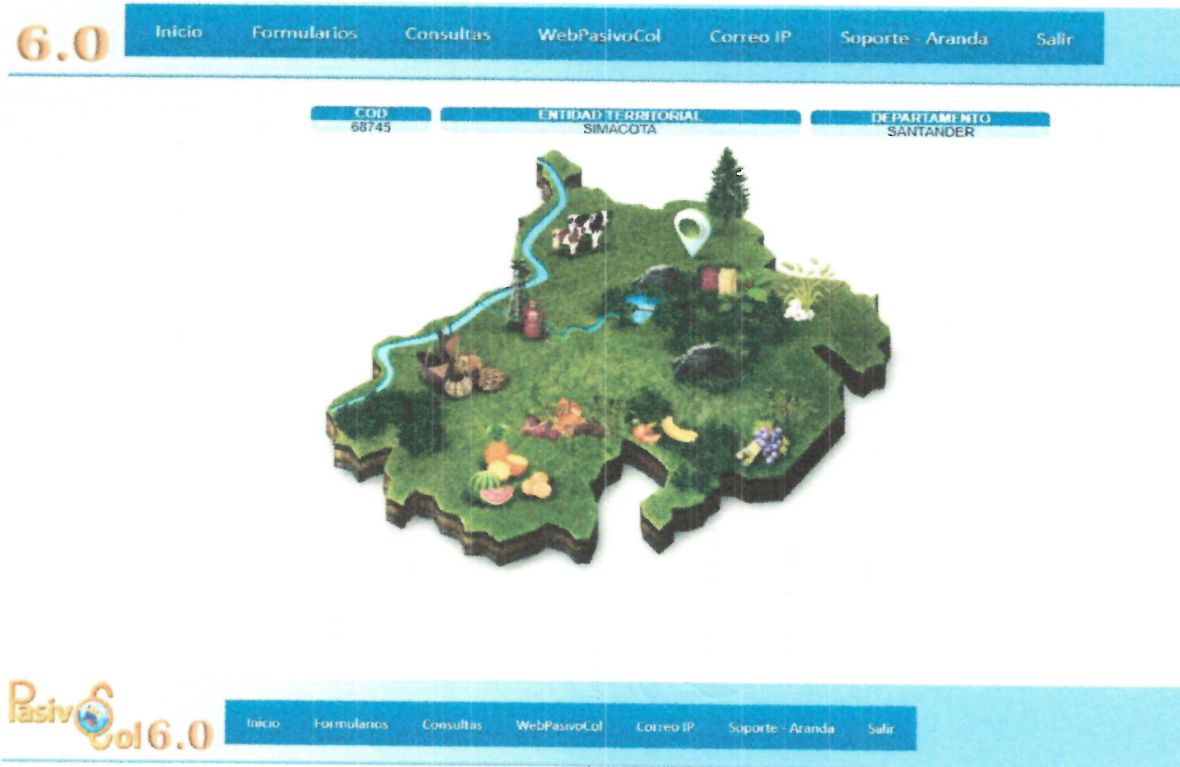 6.0 Inicio Formularios Consultas WebPasivoCol Correo IP Soporte - Aranda Salir
COD ENTIDAD TERRITORIAL DEPARTAMENTO
68745 SIMACOTA SANTANDER
PasivoCol 6.0 Inicio Formularios Consultas WebPasivoCol Correo IP Soporte - Aranda Salir